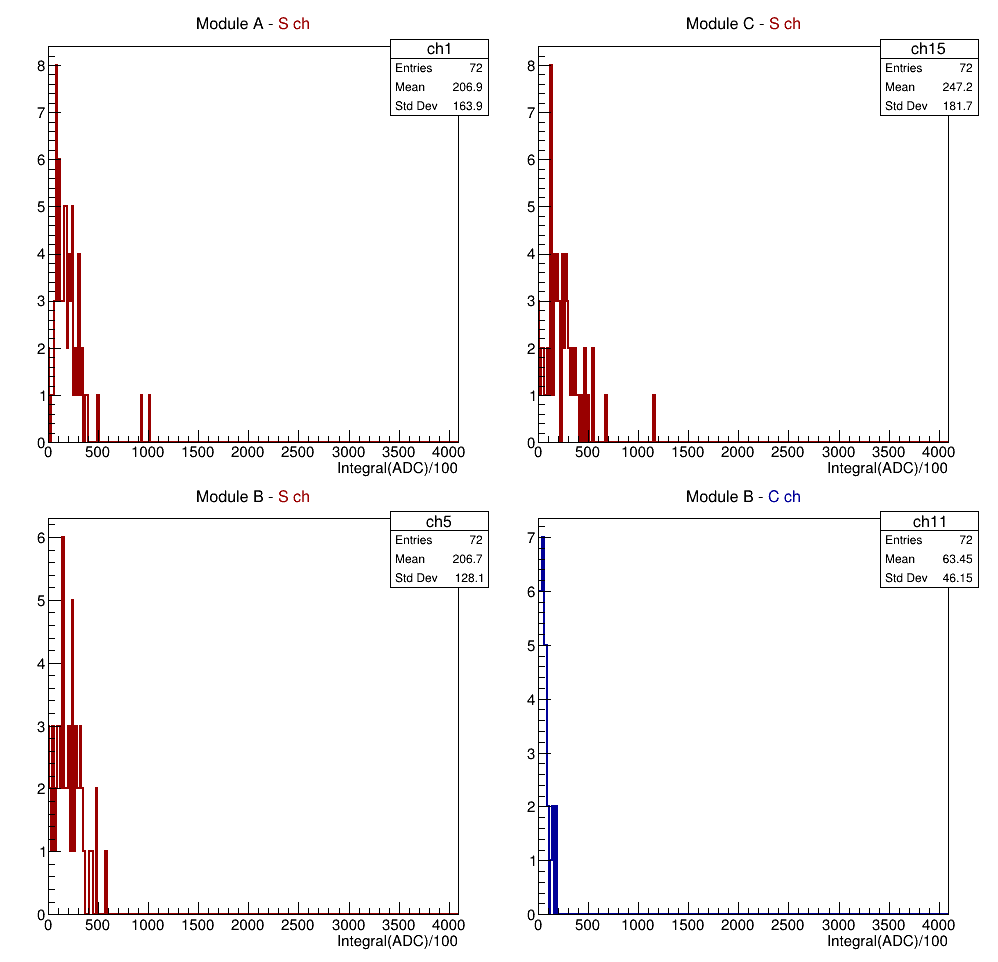 Module A - S ch
ch1
Entries 72
Mean 206.9
Std Dev 163.9
8
7
6
5
4
3
2
1
0
0 500 1000 1500 2000 2500 3000 3500 4000
Integral(ADC)/100
Module C - S ch
ch15
Entries 72
Mean 247.2
Std Dev 181.7
8
7
6
5
4
3
2
1
0
0 500 1000 1500 2000 2500 3000 3500 4000
Integral(ADC)/100
Module B - S ch
ch5
Entries 72
Mean 206.7
Std Dev 128.1
6
5
4
3
2
1
0
0 500 1000 1500 2000 2500 3000 3500 4000
Integral(ADC)/100
Module B - C ch
ch11
Entries 72
Mean 63.45
Std Dev 46.15
7
6
5
4
3
2
1
0
0 500 1000 1500 2000 2500 3000 3500 4000
Integral(ADC)/100